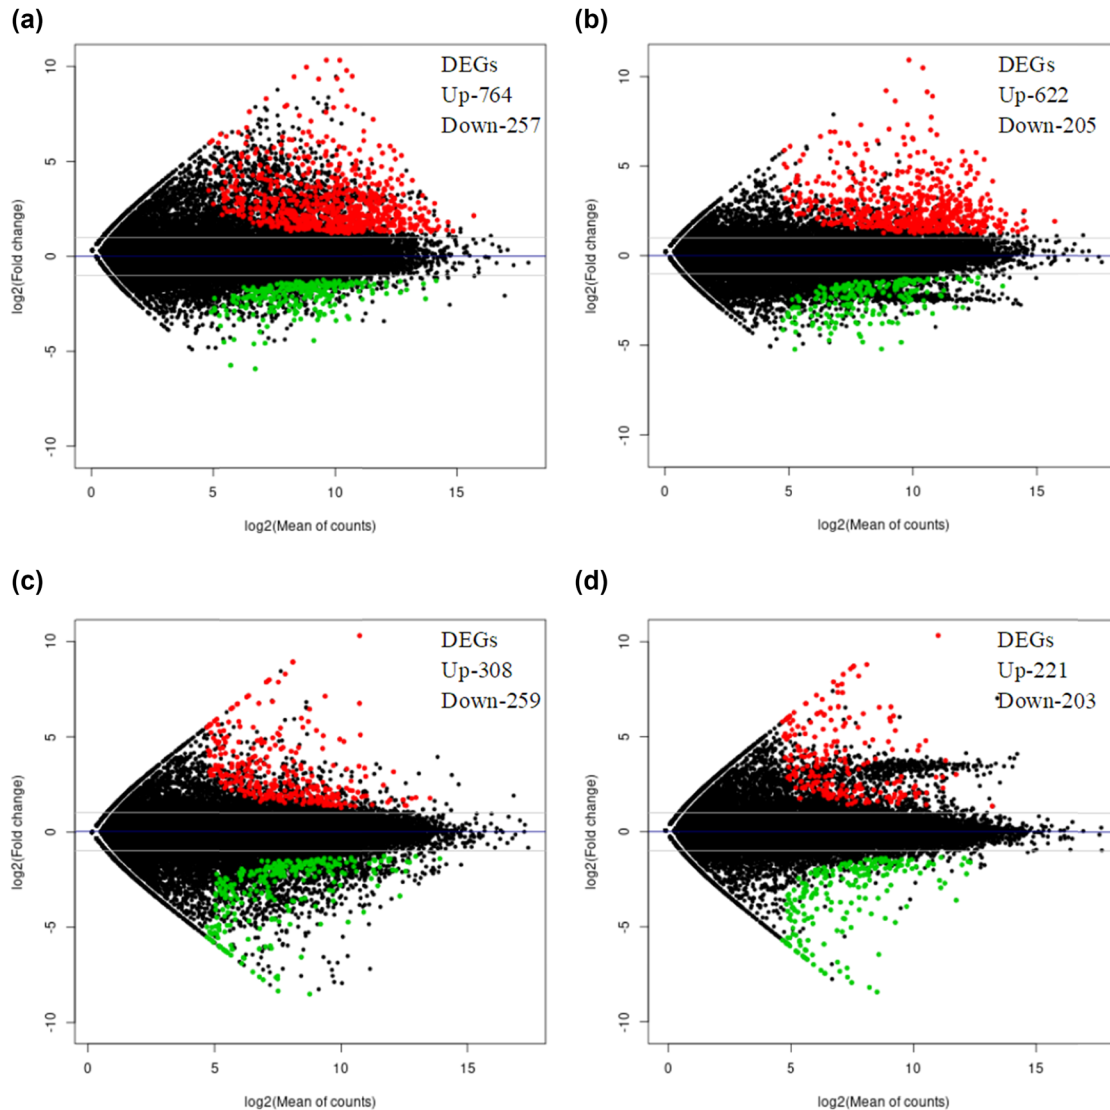 (a)
DEGs
Up-764
Down-257
10
5
0
-5
-10
log2(Fold change)
0 5 10 15
log2(Mean of counts)
(b)
DEGs
Up-622
Down-205
10
5
0
-5
-10
log2(Fold change)
0 5 10 15
log2(Mean of counts)
(c)
DEGs
Up-308
Down-259
10
5
0
-5
-10
log2(Fold change)
0 5 10 15
log2(Mean of counts)
(d)
DEGs
Up-221
Down-203
10
5
0
-5
-10
log2(Fold change)
0 5 10 15
log2(Mean of counts)